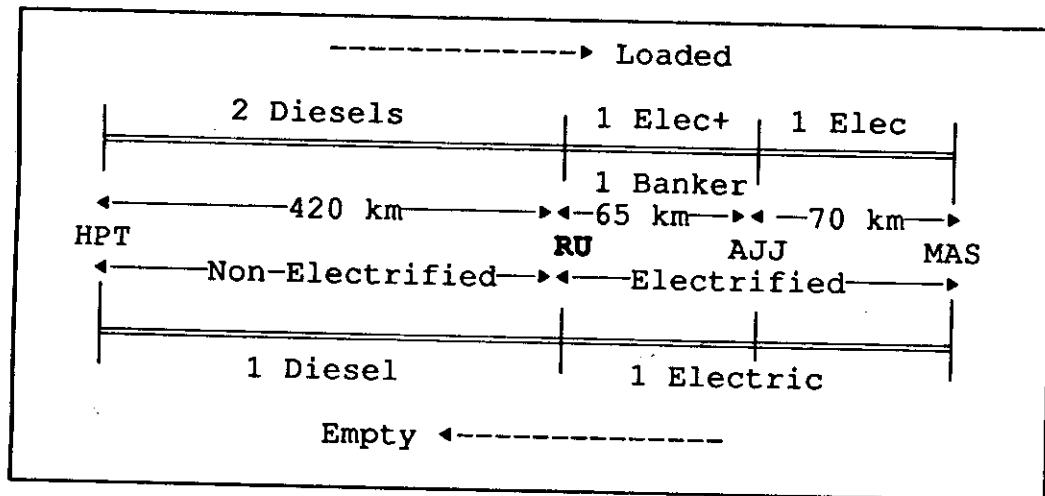 Loaded
2 Diesels 1 Elec+ 1 Elec
1 Banker
420 km 65 km 70 km
HPT RU AJJ MAS
Non-Electrified Electrified
1 Diesel 1 Electric
Empty